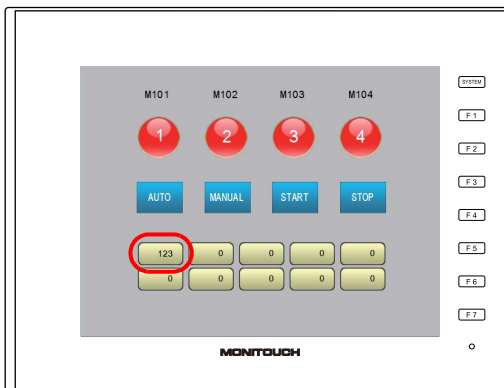 M101 M102 M103 M104
1 2 3 4
AUTO MANUAL START STOP
123 0 0 0 0
0 0 0 0 0
SYSTEM
F1
F2
F3
F4
F5
F6
F7
MONITOUCH